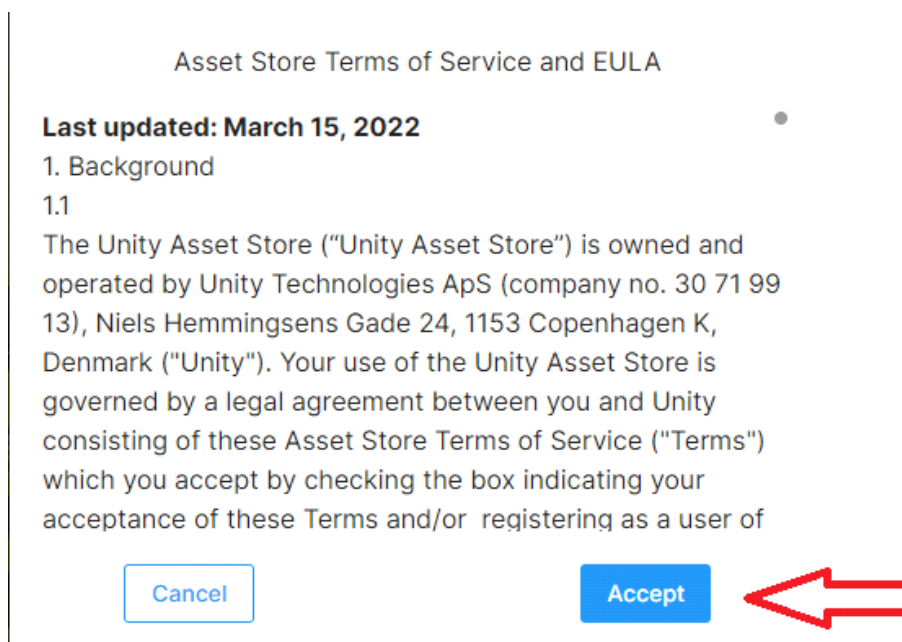 Asset Store Terms of Service and EULA
Last updated: March 15, 2022
1. Background
1.1
The Unity Asset Store (“Unity Asset Store”) is owned and
operated by Unity Technologies ApS (company no. 30 71 99
13), Niels Hemmingsens Gade 24, 1153 Copenhagen K,
Denmark ("Unity"). Your use of the Unity Asset Store is
governed by a legal agreement between you and Unity
consisting of these Asset Store Terms of Service ("Terms")
which you accept by checking the box indicating your
acceptance of these Terms and/or  registering as a user of
Cancel
Accept